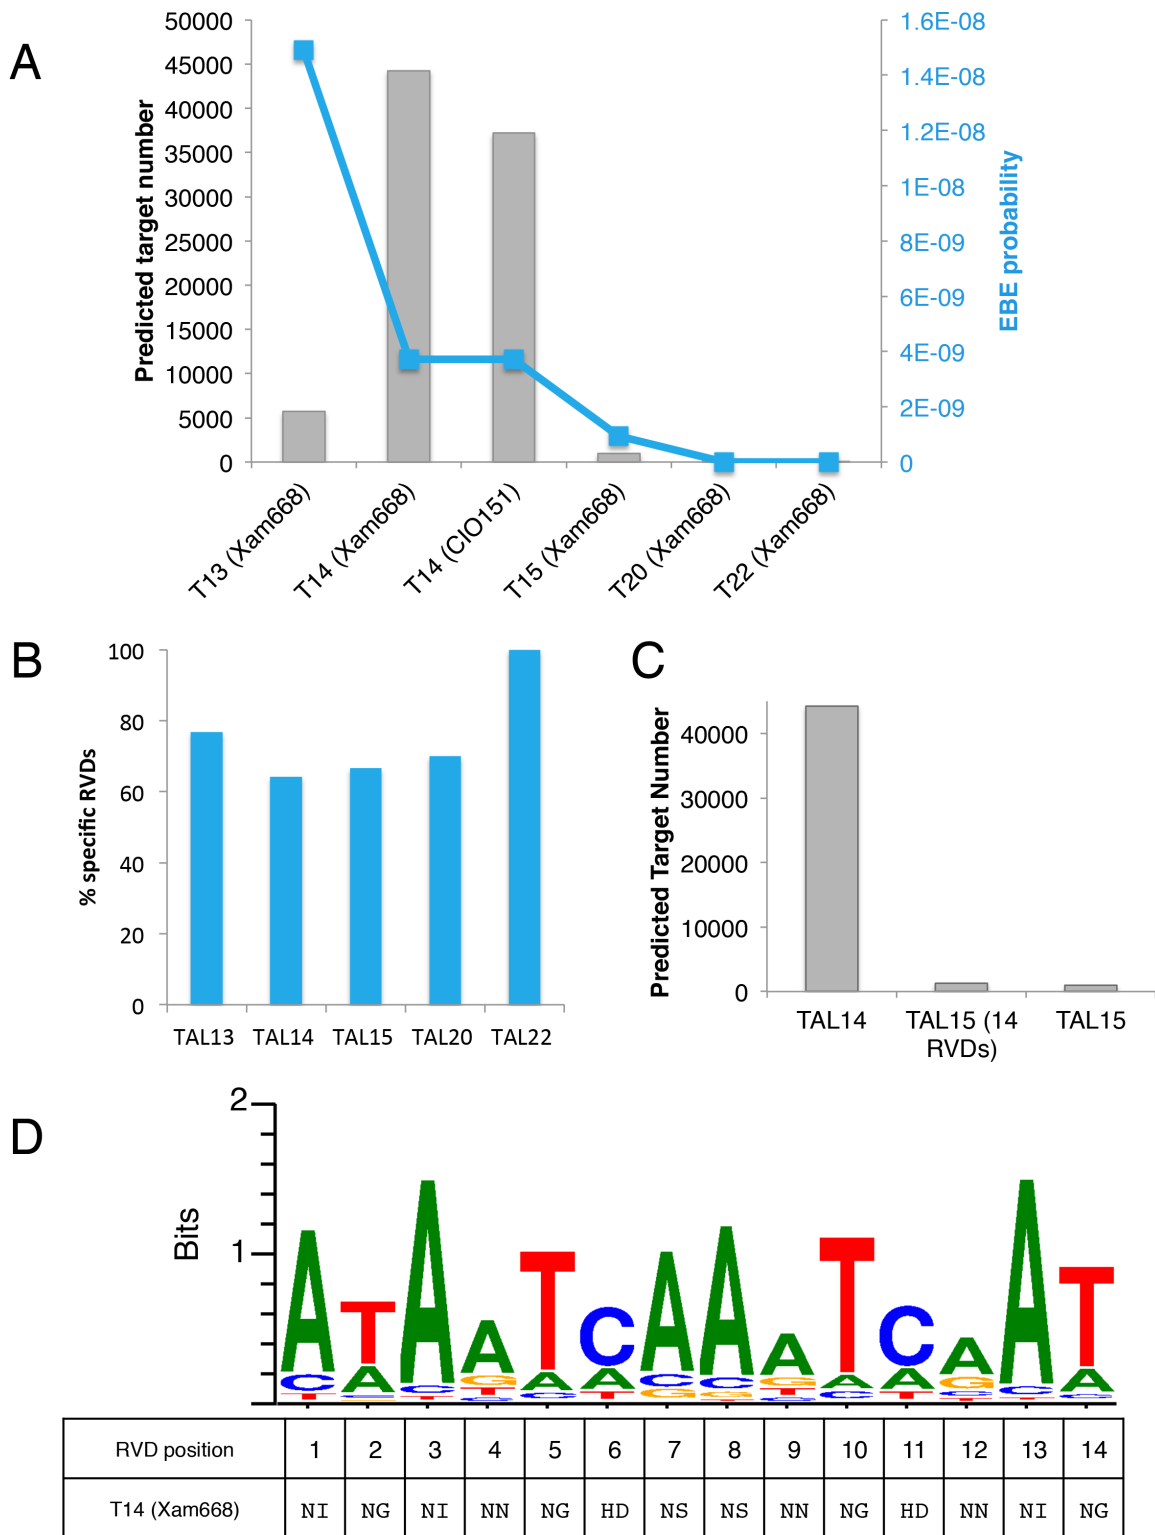 A
Predicted target number
50000
45000
40000
35000
30000
25000
20000
15000
10000
5000
0
1.6E-08
1.4E-08
1.2E-08
1E-08
8E-09
6E-09
4E-09
2E-09
0
EBE probability
T13 (Xam668)
T14 (Xam668)
T14 (CIO151)
T15 (Xam668)
T20 (Xam668)
T22 (Xam668)
B
% specific RVDs
100
80
60
40
20
0
TAL13 TAL14 TAL15 TAL20 TAL22
C
Predicted Target Number
40000
30000
20000
10000
0
TAL14 TAL15 (14 TAL15
RVDs)
D
Bits
2
1
A T A A T C A A A T C A A T
RVD position 1 2 3 4 5 6 7 8 9 10 11 12 13 14
T14 (Xam668) NI NG NI NN NG HD NS NS NN NG HD NN NI NG